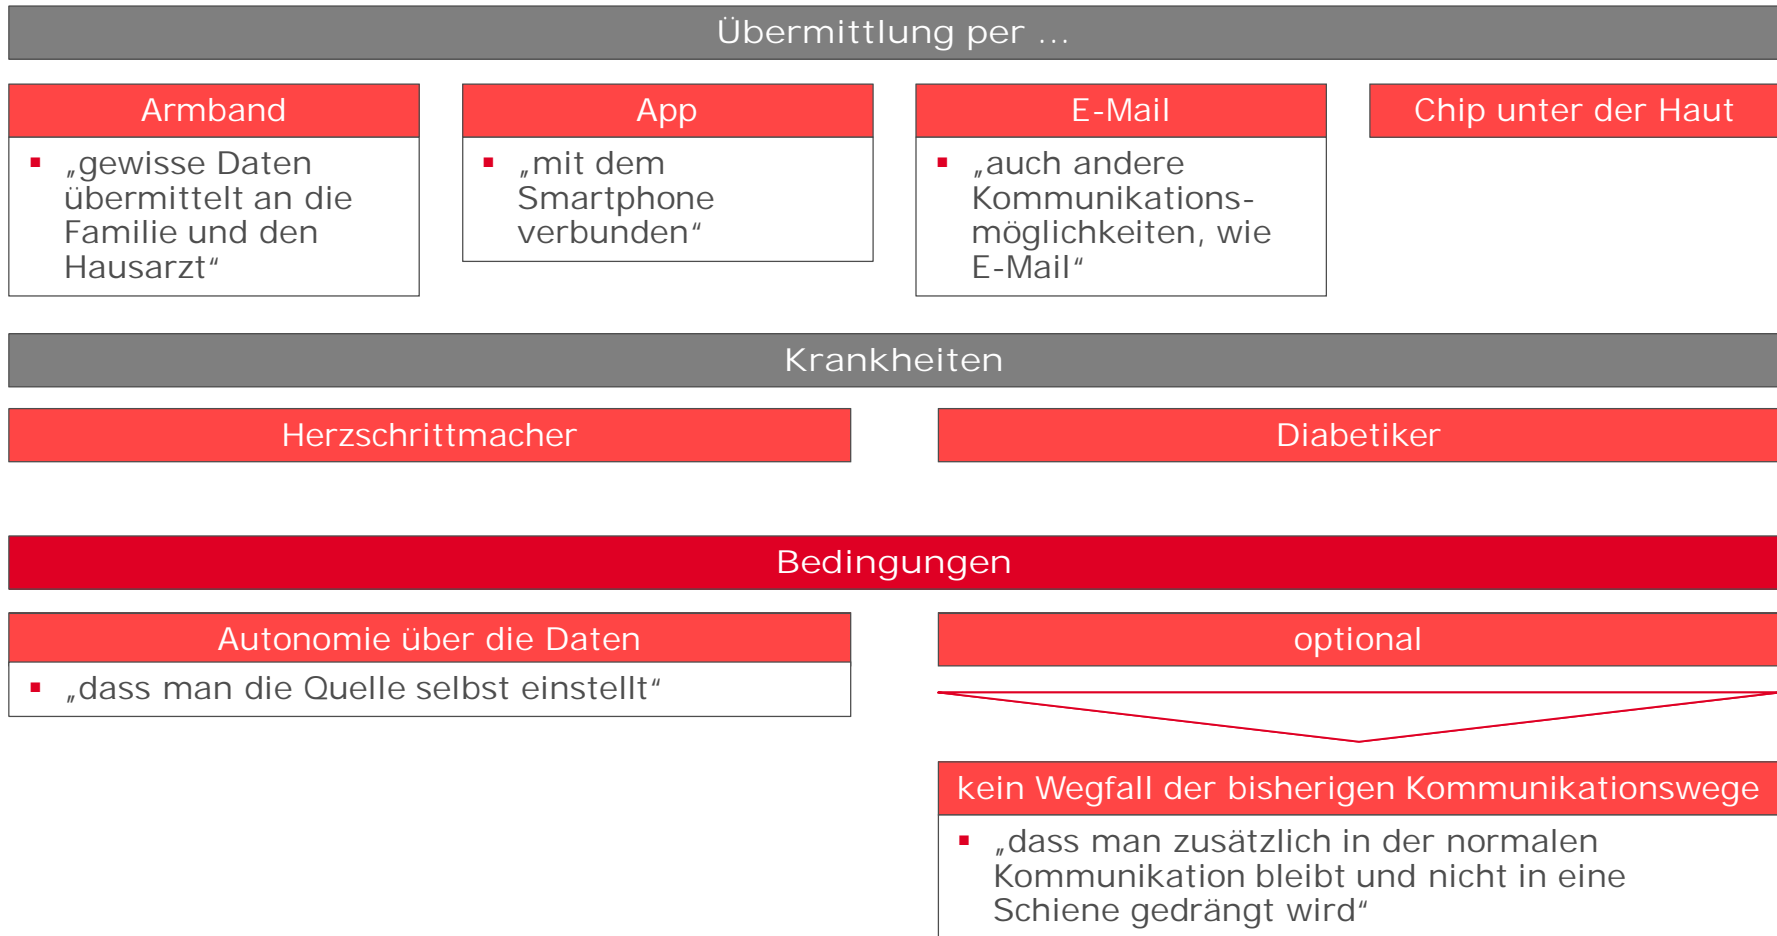 Übermittlung per ...
Armband
„gewisse Daten
übermittelt an die
Familie und den
Hausarzt“
App
„mit dem
Smartphone
verbunden“
E-Mail
„auch andere
Kommunikations-
möglichkeiten, wie
E-Mail“
Chip unter der Haut
Krankheiten
Herzschrittmacher
Diabetiker
Bedingungen
Autonomie über die Daten
„dass man die Quelle selbst einstellt“
optional
kein Wegfall der bisherigen Kommunikationswege
„dass man zusätzlich in der normalen
Kommunikation bleibt und nicht in eine
Schiene gedrängt wird“